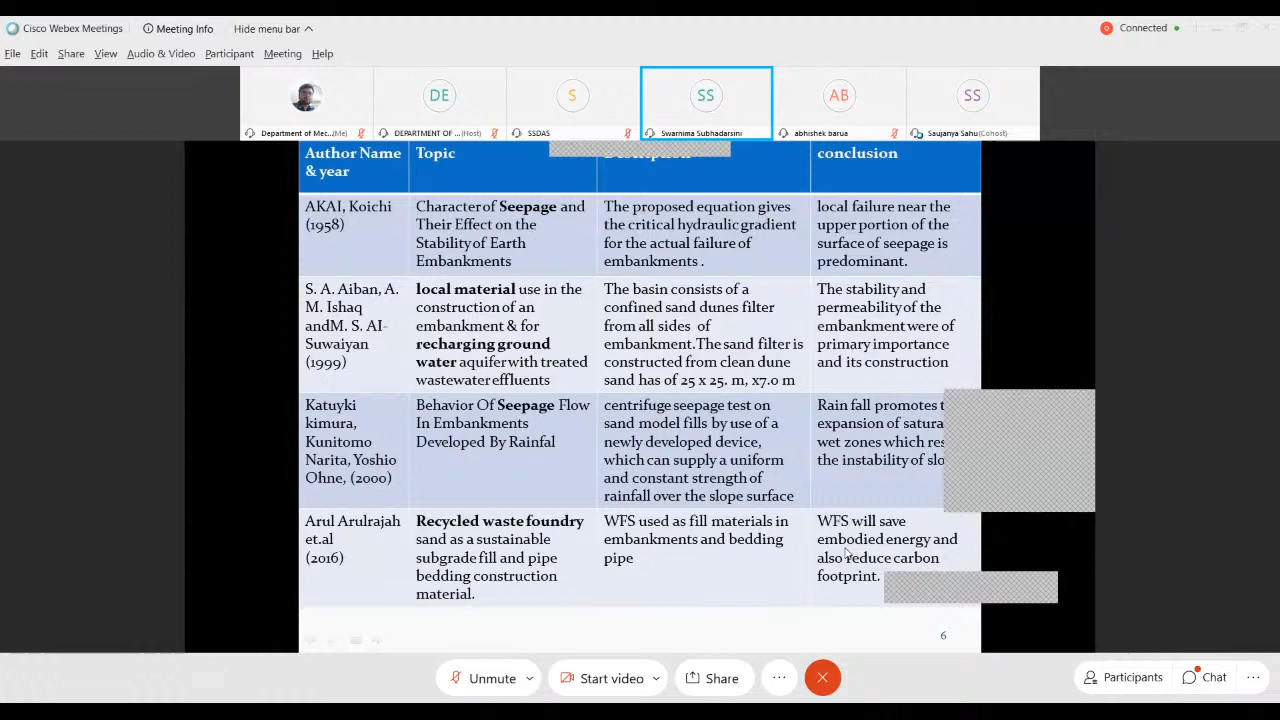 Cisco Webex Meetings
Meeting Info
Hide menu bar
Connected
File Edit Share View Audio & Video Participant Meeting Help
DE S SS AB SS
Department of Mec...(Me)
DEPARTMENT OF ...(Host)
SSDAS
Swarnima Subhadarsini
abhishek barua
Saujanya Sahu(Cohost)
Author Name
& year
Topic
conclusion
AKAI, Koichi
(1958)
Character of Seepage and
Their Effect on the
Stability of Earth
Embankments
The proposed equation gives
the critical hydraulic gradient
for the actual failure of
embankments .
local failure near the
upper portion of the
surface of seepage is
predominant.
S. A. Aiban, A.
M. Ishaq
andM. S. AI-
Suwaiyan
(1999)
local material use in the
construction of an
embankment & for
recharging ground
water aquifer with treated
wastewater effluents
The basin consists of a
confined sand dunes filter
from all sides of
embankment.The sand filter is
constructed from clean dune
sand has of 25 x 25. m, x7.0 m
The stability and
permeability of the
embankment were of
primary importance
and its construction
Katuyki
kimura,
Kunitomo
Narita, Yoshio
Ohne, (2000)
Behavior Of Seepage Flow
In Embankments
Developed By Rainfal
centrifuge seepage test on
sand model fills by use of a
newly developed device,
which can supply a uniform
and constant strength of
rainfall over the slope surface
Rain fall promotes
expansion of
wet zones which
the instability of
Arul Arulrajah
et.al
(2016)
Recycled waste foundry
sand as a sustainable
subgrade fill and pipe
bedding construction
material.
WFS used as fill materials in
embankments and bedding
pipe
WFS will save
embodied energy and
also reduce carbon
footprint.
6
Unmute
Start video
Share
Participants
Chat